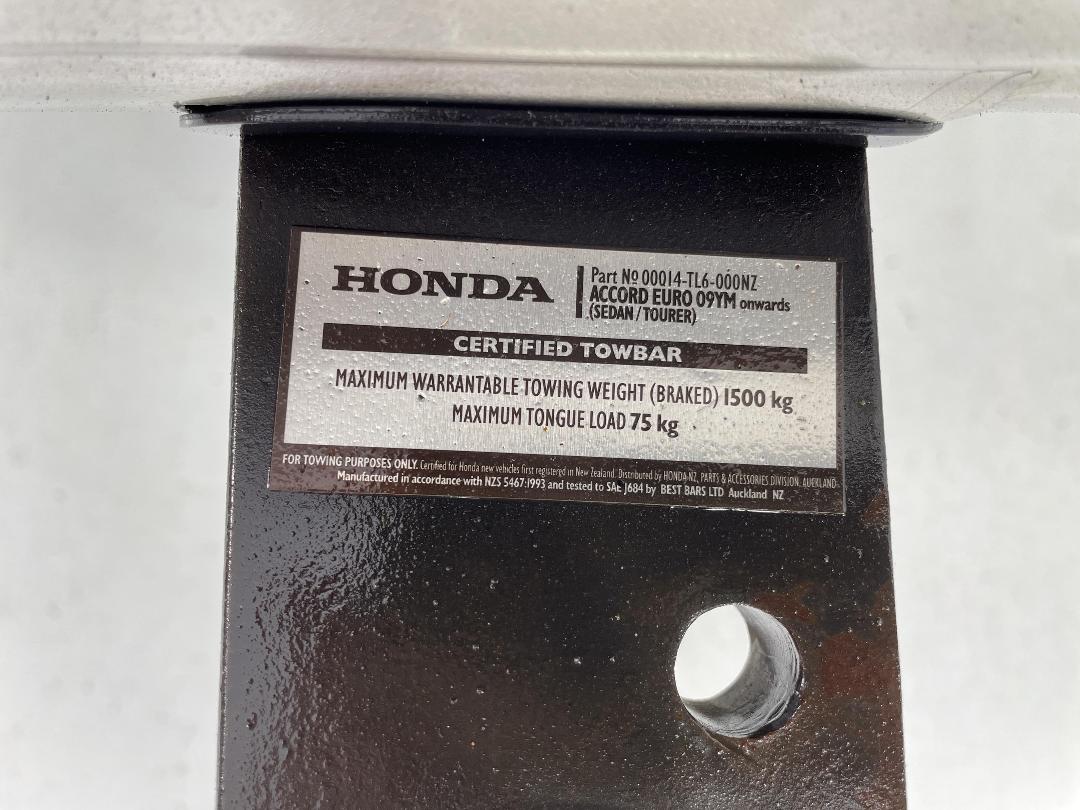 HONDA
Part № 00014-TL6-000NZ
ACCORD EURO 09YM onwards
(SEDAN/TOURER)
CERTIFIED TOWBAR
MAXIMUM WARRANTABLE TOWING WEIGHT (BRAKED) 1500 kg
MAXIMUM TONGUE LOAD 75 kg
FOR TOWING PURPOSES ONLY. Certified for Honda new vehicles first registered in New Zealand. Distributed by HONDA NZ, PARTS & ACCESSORIES DIVISION, AUCKLAND
Manufactured in accordance with NZS 5467:1993 and tested to SAE J684 by BEST BARS LTD Auckland NZ